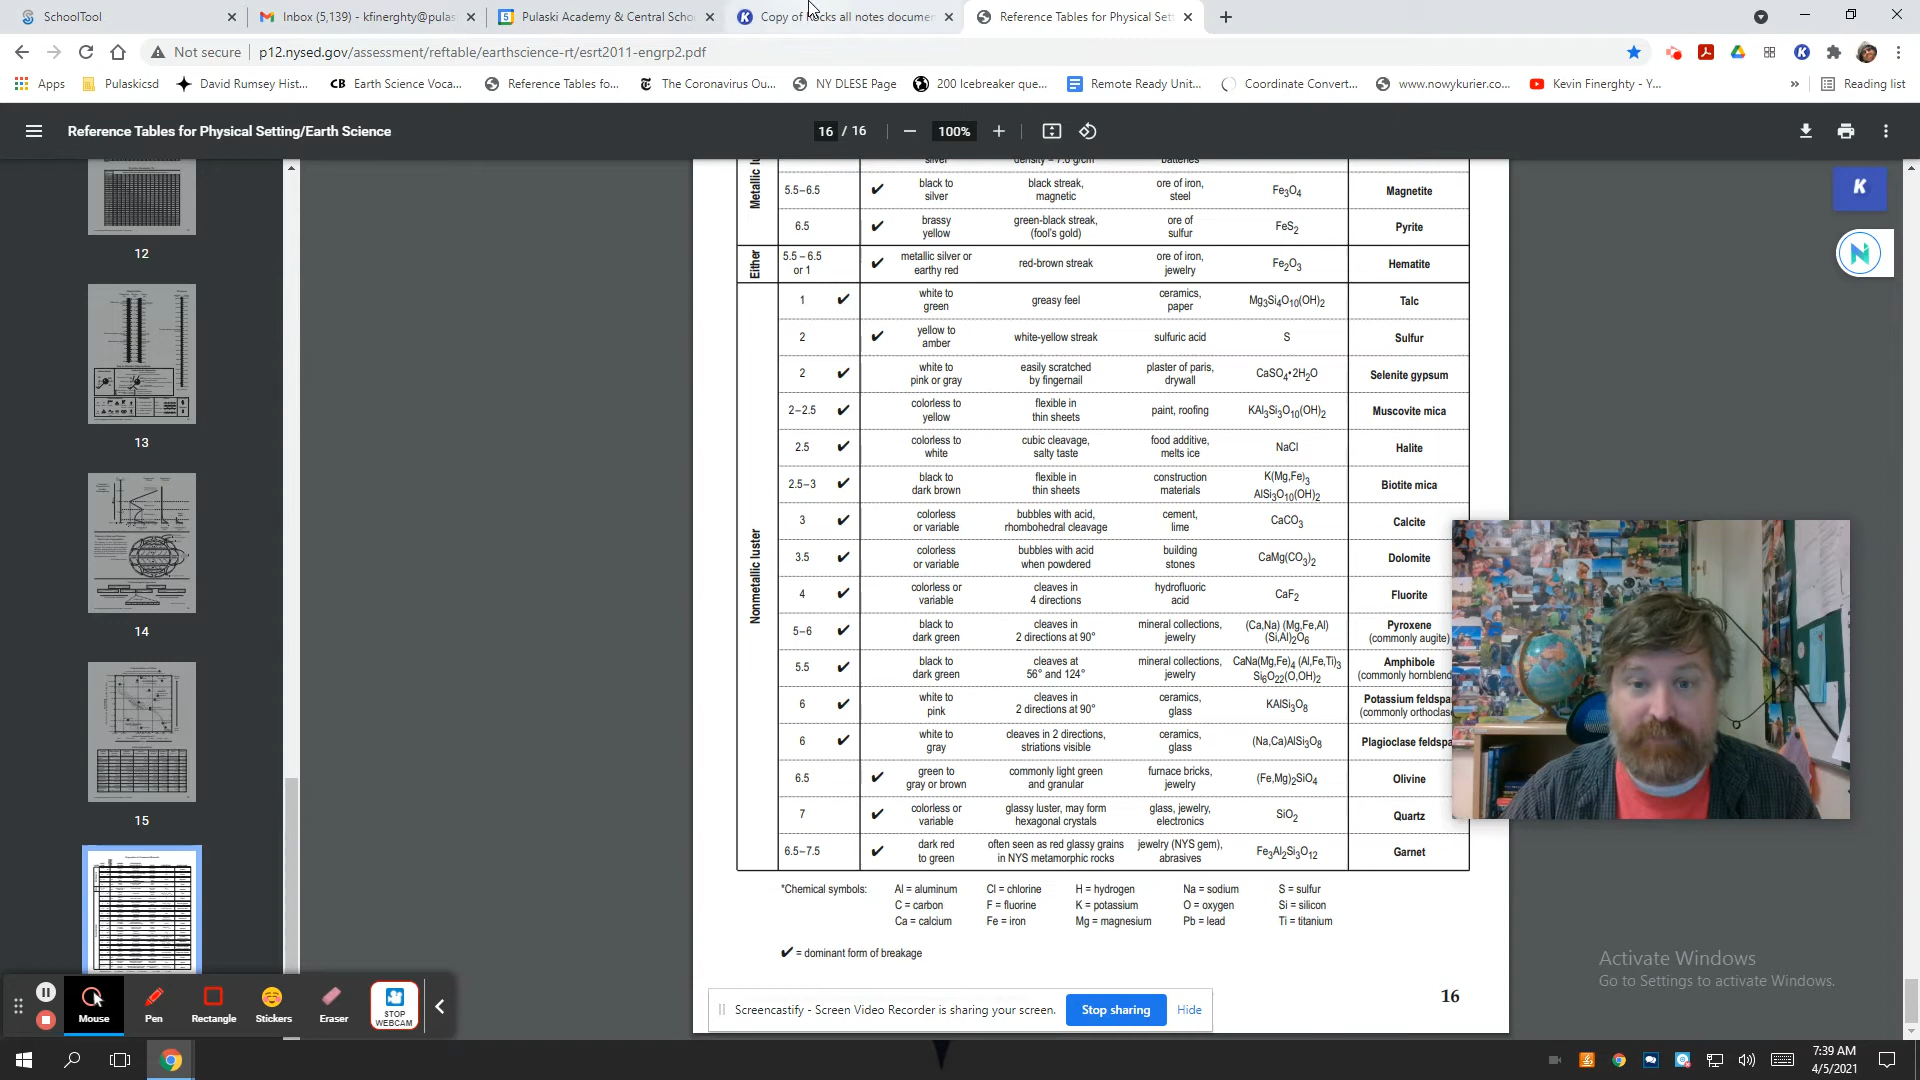 SchoolTool
Inbox (5,139) - kfinerghty@pulas
Pulaski Academy & Central Scho
Copy of Rocks all notes documen
Reference Tables for Physical Set
Not secure | p12.nysed.gov/assessment/reftable/earthscience-rt/esrt2011-engrp2.pdf
Apps
Pulaskicsd
David Rumsey Hist...
CB Earth Science Voca...
Reference Tables fo...
The Coronavirus Ou...
NY DLESE Page
200 Icebreaker que...
Remote Ready Unit...
Coordinate Convert...
www.nowykurier.co...
Kevin Finerghty - Y...
»
Reading list
Reference Tables for Physical Setting/Earth Science
16 / 16
100%
12
13
14
15
Metallic lu
silver density = 7.6 g/cm batteries
5.5–6.5 ✔ black to silver black streak, magnetic ore of iron, steel Fe3O4 Magnetite
6.5 ✔ brassy yellow green-black streak, (fool's gold) ore of sulfur FeS2 Pyrite
Either
5.5 – 6.5 or 1 ✔ metallic silver or earthy red red-brown streak ore of iron, jewelry Fe2O3 Hematite
Nonmetallic luster
1 ✔ white to green greasy feel ceramics, paper Mg3Si4O10(OH)2 Talc
2 ✔ yellow to amber white-yellow streak sulfuric acid S Sulfur
2 ✔ white to pink or gray easily scratched by fingernail plaster of paris, drywall CaSO4•2H2O Selenite gypsum
2–2.5 ✔ colorless to yellow flexible in thin sheets paint, roofing KAl3Si3O10(OH)2 Muscovite mica
2.5 ✔ colorless to white cubic cleavage, salty taste food additive, melts ice NaCl Halite
2.5–3 ✔ black to dark brown flexible in thin sheets construction materials K(Mg,Fe)3 AlSi3O10(OH)2 Biotite mica
3 ✔ colorless or variable bubbles with acid, rhombohedral cleavage cement, lime CaCO3 Calcite
3.5 ✔ colorless or variable bubbles with acid when powdered building stones CaMg(CO3)2 Dolomite
4 ✔ colorless or variable cleaves in 4 directions hydrofluoric acid CaF2 Fluorite
5–6 ✔ black to dark green cleaves in 2 directions at 90° mineral collections, jewelry (Ca,Na) (Mg,Fe,Al) (Si,Al)2O6 Pyroxene (commonly augite)
5.5 ✔ black to dark green cleaves at 56° and 124° mineral collections, jewelry CaNa(Mg,Fe)4 (Al,Fe,Ti)3 Si6O22(O,OH)2 Amphibole (commonly hornblend
6 ✔ white to pink cleaves in 2 directions at 90° ceramics, glass KAlSi3O8 Potassium feldspa (commonly orthoclas
6 ✔ white to gray cleaves in 2 directions, striations visible ceramics, glass (Na,Ca)AlSi3O8 Plagioclase feldspa
6.5 ✔ green to gray or brown commonly light green and granular furnace bricks, jewelry (Fe,Mg)2SiO4 Olivine
7 ✔ colorless or variable glassy luster, may form hexagonal crystals glass, jewelry, electronics SiO2 Quartz
6.5–7.5 ✔ dark red to green often seen as red glassy grains in NYS metamorphic rocks jewelry (NYS gem), abrasives Fe3Al2Si3O12 Garnet
*Chemical symbols: Al = aluminum Cl = chlorine H = hydrogen Na = sodium S = sulfur
C = carbon F = fluorine K = potassium O = oxygen Si = silicon
Ca = calcium Fe = iron Mg = magnesium Pb = lead Ti = titanium
✔ = dominant form of breakage
16
Activate Windows
Go to Settings to activate Windows.
Mouse
Pen
Rectangle
Stickers
Eraser
STOP WEBCAM
Screencastify - Screen Video Recorder is sharing your screen.
Stop sharing
Hide
7:39 AM
4/5/2021